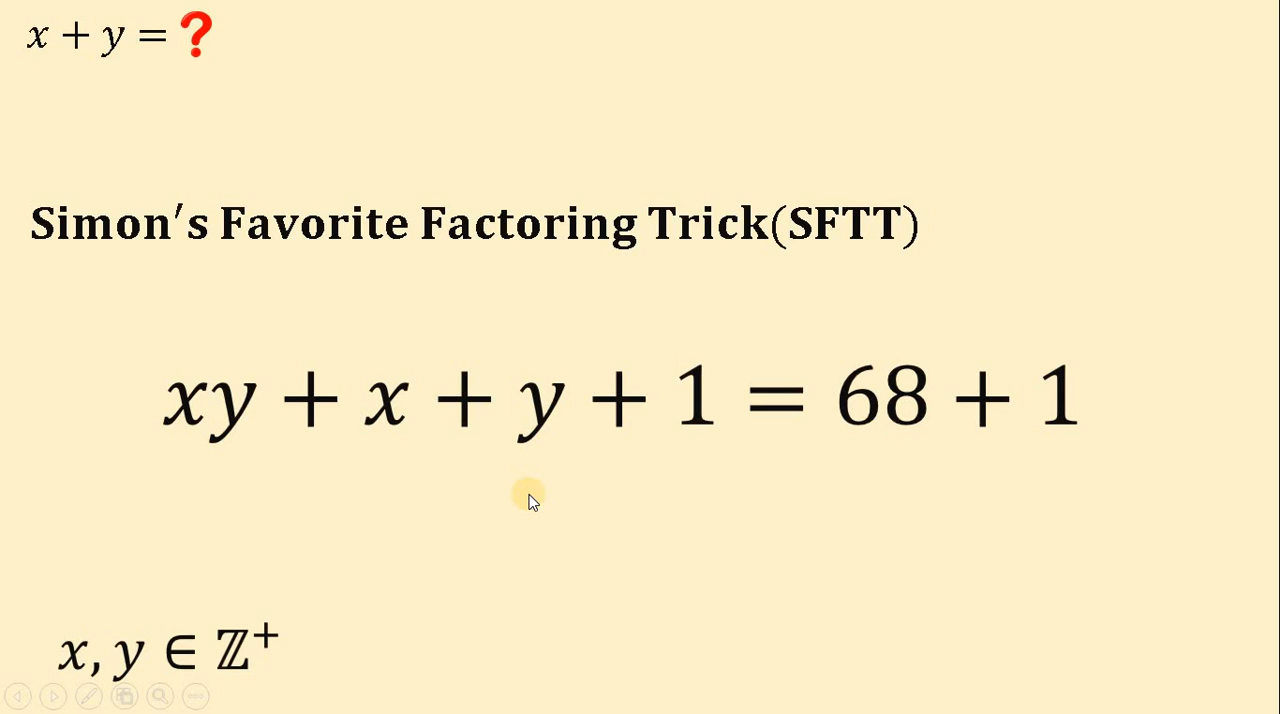 x + y = ❓
Simon's Favorite Factoring Trick(SFTT)
xy + x + y + 1 = 68 + 1
x, y ∈ ℤ⁺